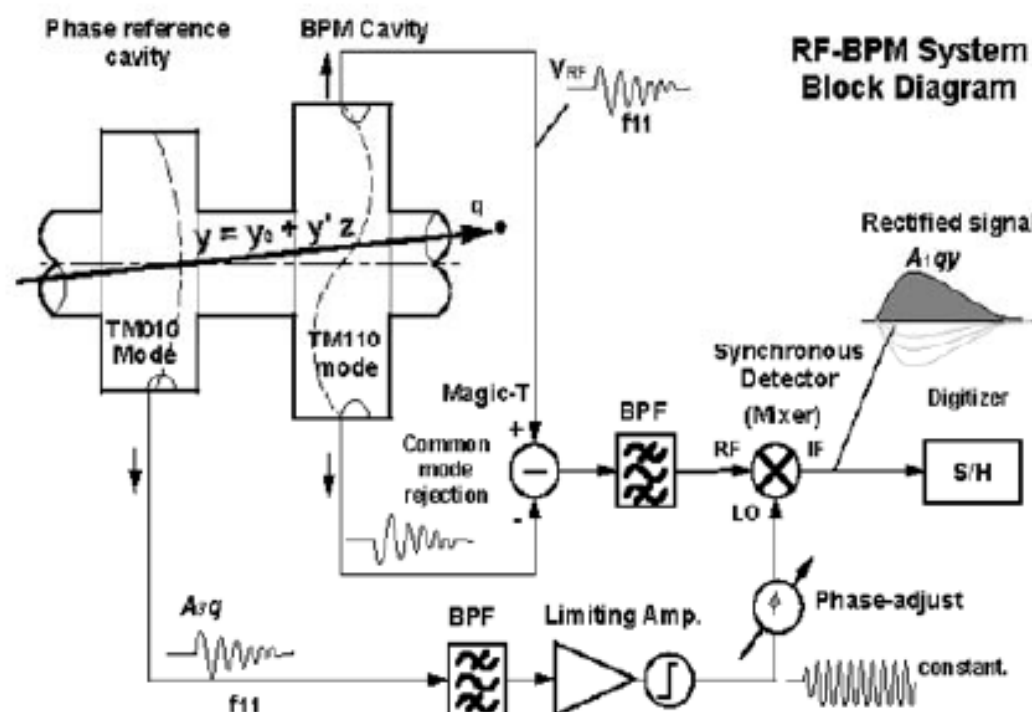 Phase reference
cavity
BPM Cavity
RF-BPM System
Block Diagram
VRF
f11
q
y = y₀ + y' z
Rectified signal
A₁qy
TM010
Mode
TM110
mode
Magic-T
+
-
Common
mode
rejection
BPF
Synchronous
Detector
(Mixer)
RF
IF
LO
Digitizer
S/H
A₃q
f11
BPF
Limiting Amp.
ϕ
Phase-adjust
constant.